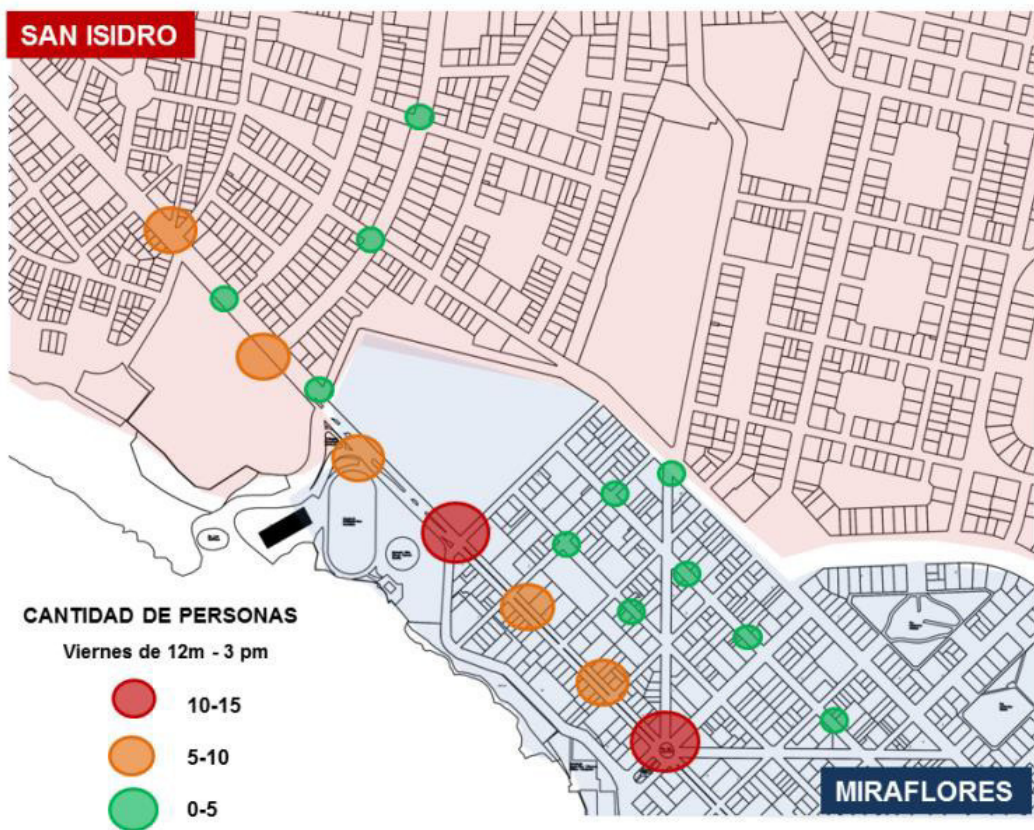 SAN ISIDRO
CANTIDAD DE PERSONAS
Viernes de 12m - 3 pm
10-15
5-10
0-5
MIRAFLORES